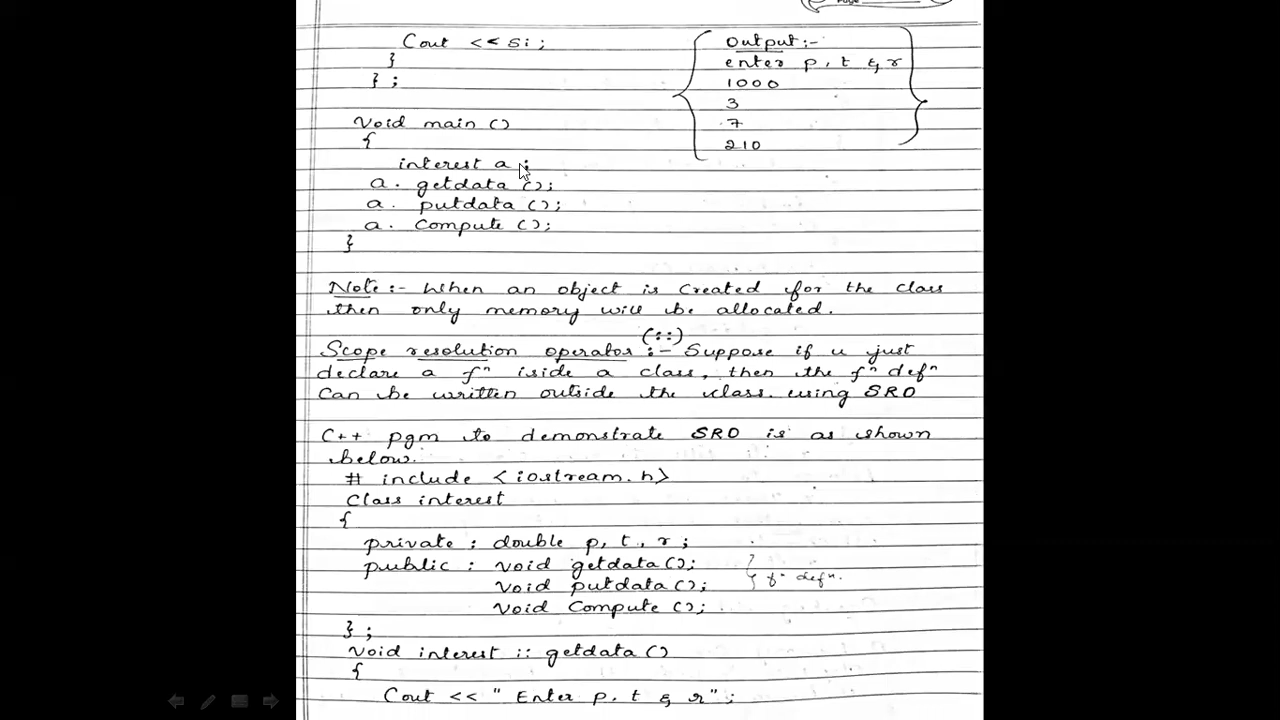 Page
Cout << Si;
}
};
Void main ()
{
interest a;
a. getdata ();
a. putdata ();
a. Compute ();
}
Output:-
enter p, t & r
1000
3
7
210
Note:- When an object is created for the class
then only memory will be allocated.
(::)
Scope resolution operator :- Suppose if u just
declare a fⁿ iside a class, then the fⁿ defⁿ
can be written outside the class. using SRO
C++ pgm to demonstrate SRO is as shown
below.
# include <iostream.h>
Class interest
{
private : double p, t, r;
public : void getdata();
Void putdata ();
Void Compute ();
} fⁿ defⁿ.
};
Void interest :: getdata ()
{
Cout << " Enter p, t & r";